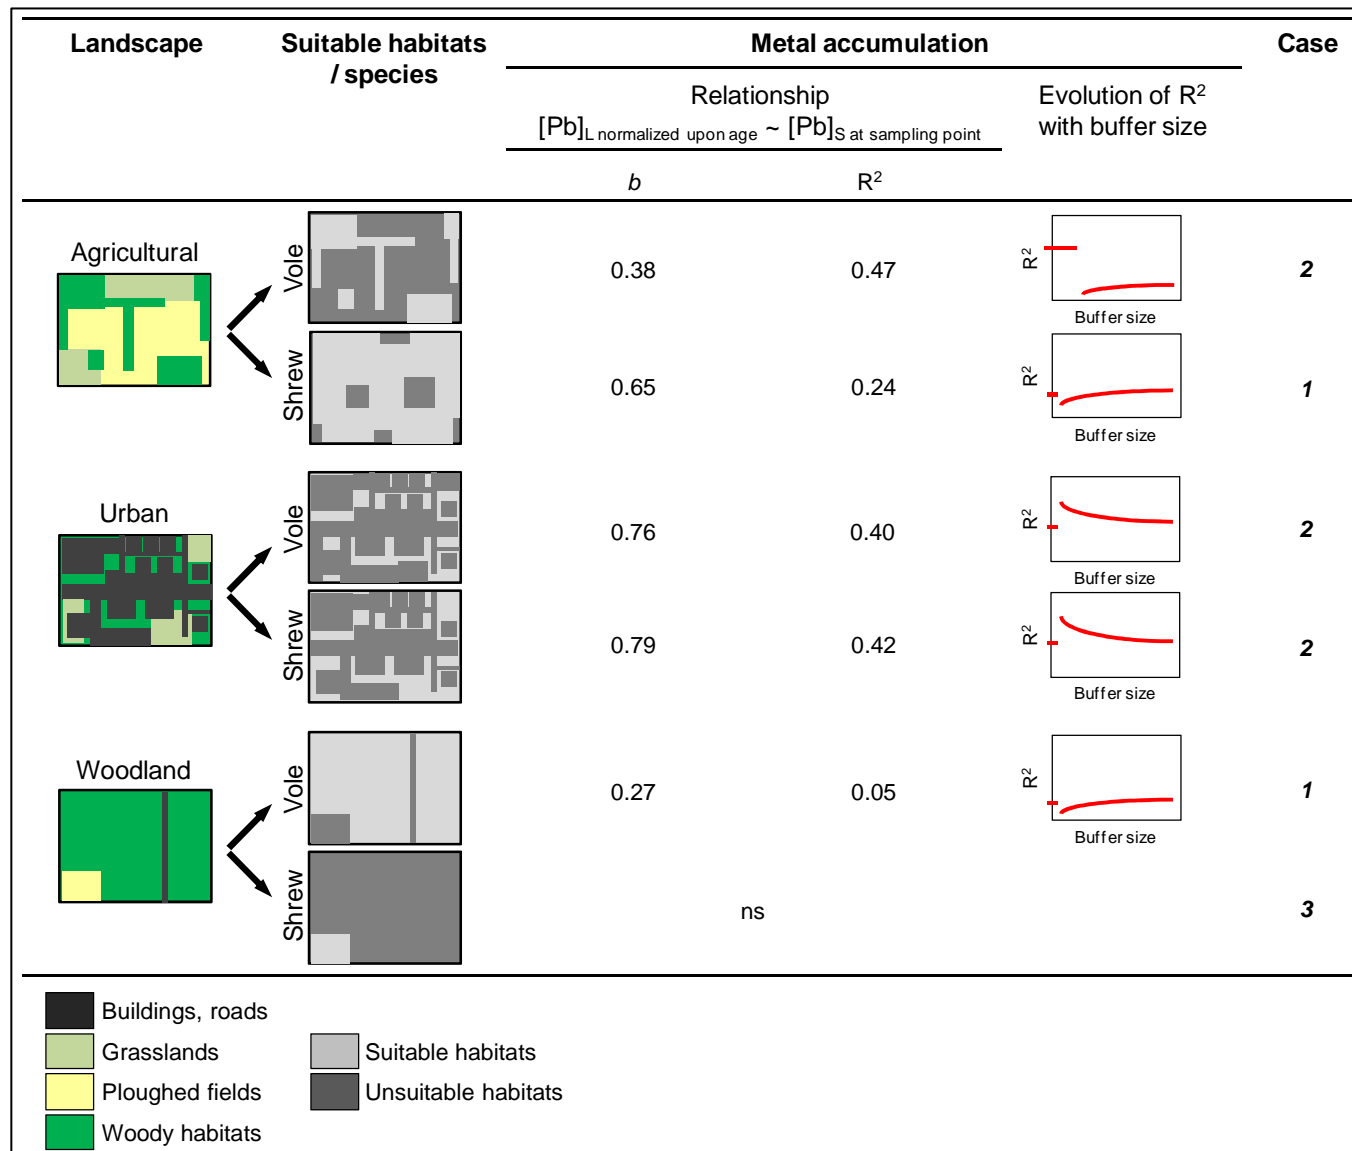 Landscape
Suitable habitats
/ species
Metal accumulation
Case
Relationship
[Pb]L normalized upon age ~ [Pb]S at sampling point
Evolution of R2
with buffer size
b
R2
Agricultural
Vole
0.38
0.47
R2
Buffer size
2
Shrew
0.65
0.24
R2
Buffer size
1
Urban
Vole
0.76
0.40
R2
Buffer size
2
Shrew
0.79
0.42
R2
Buffer size
2
Woodland
Vole
0.27
0.05
R2
Buffer size
1
Shrew
ns
3
Buildings, roads
Grasslands
Suitable habitats
Ploughed fields
Unsuitable habitats
Woody habitats